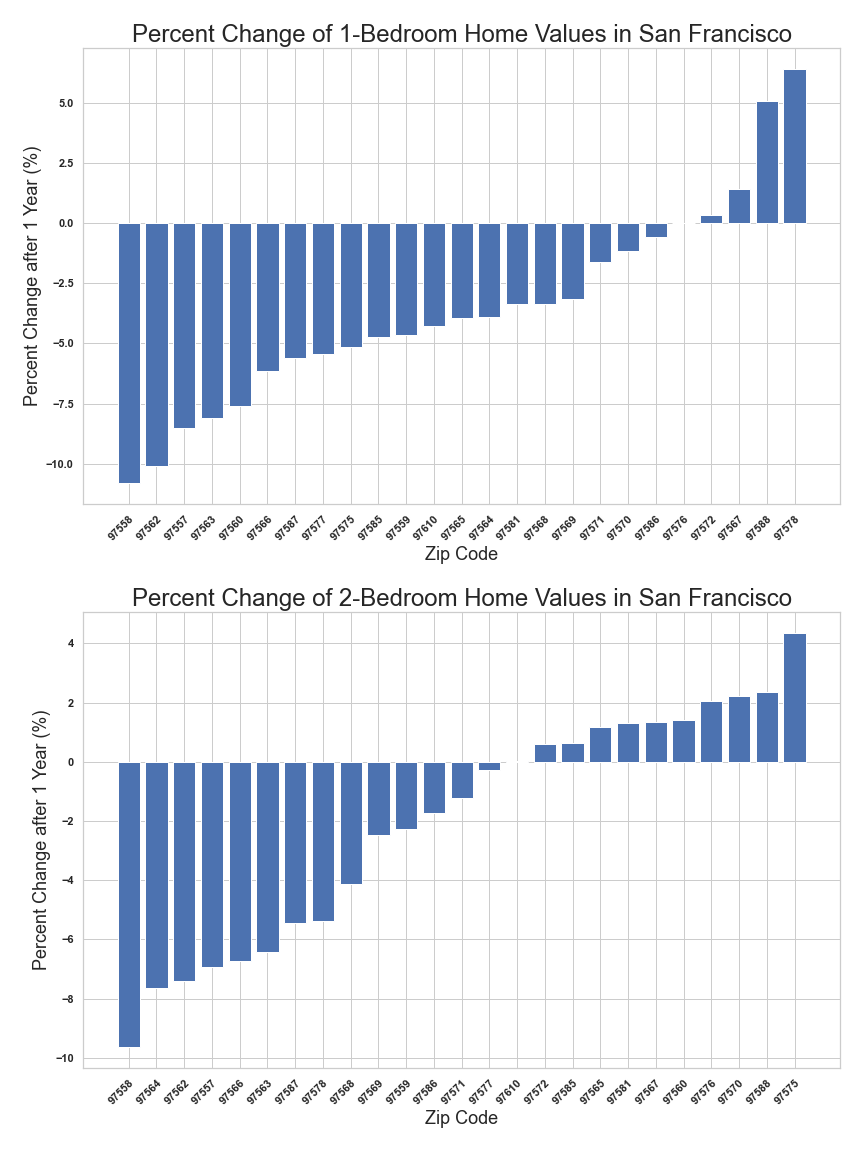 Percent Change of 1-Bedroom Home Values in San Francisco
Percent Change after 1 Year (%)
5.0
2.5
0.0
−2.5
−5.0
−7.5
−10.0
97558 97562 97557 97563 97560 97566 97587 97577 97575 97585 97559 97610 97565 97564 97581 97568 97569 97571 97570 97586 97576 97572 97567 97588 97578
Zip Code
Percent Change of 2-Bedroom Home Values in San Francisco
Percent Change after 1 Year (%)
4
2
0
−2
−4
−6
−8
−10
97558 97564 97562 97557 97566 97563 97587 97578 97568 97569 97559 97586 97571 97577 97610 97572 97585 97565 97581 97567 97560 97576 97570 97588 97575
Zip Code